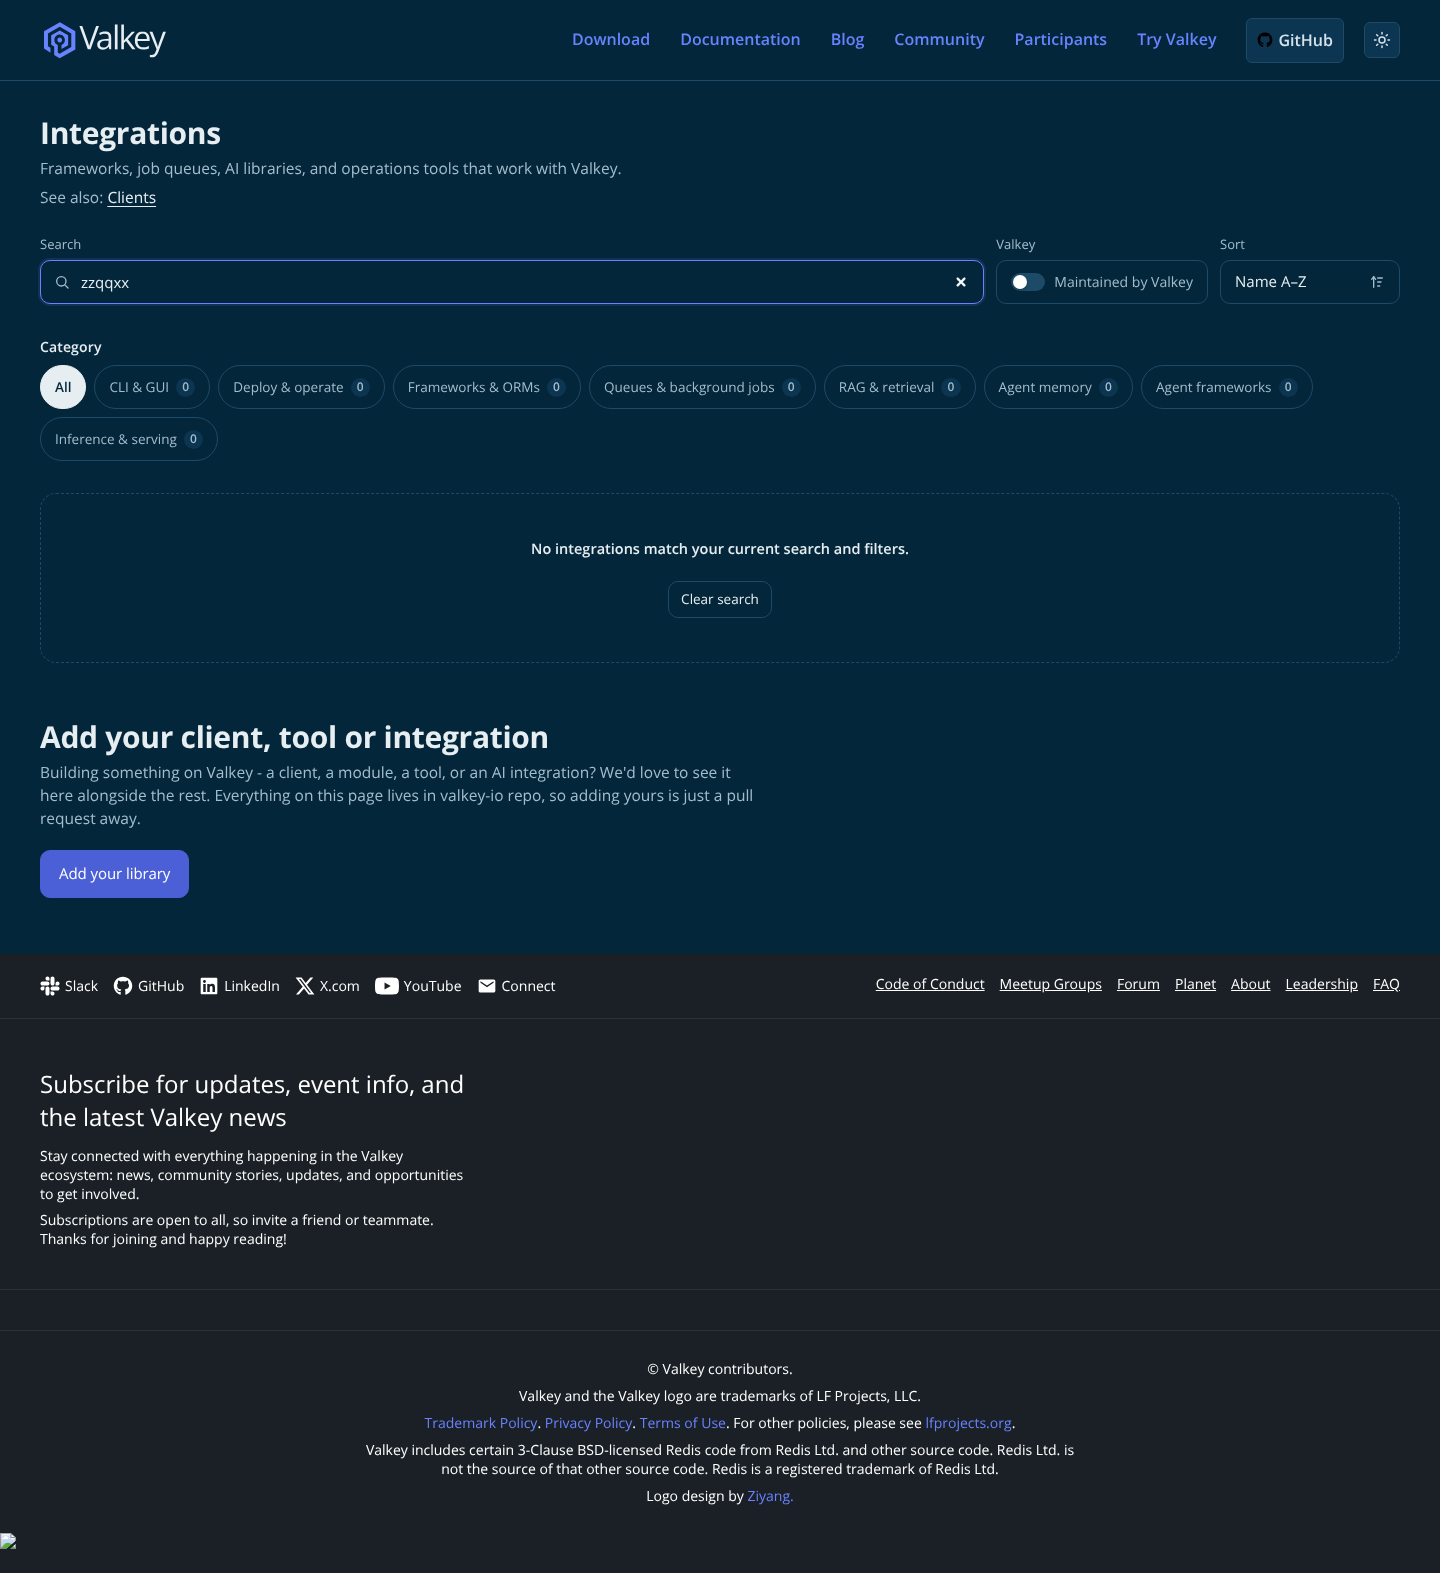 Valkey
Download Documentation Blog Community Participants Try Valkey GitHub
Integrations
Frameworks, job queues, AI libraries, and operations tools that work with Valkey.
See also: Clients
Search Valkey Sort
zzqqxx Maintained by Valkey Name A–Z
Category
All CLI & GUI 0 Deploy & operate 0 Frameworks & ORMs 0 Queues & background jobs 0 RAG & retrieval 0 Agent memory 0 Agent frameworks 0
Inference & serving 0
No integrations match your current search and filters.
Clear search
Add your client, tool or integration
Building something on Valkey - a client, a module, a tool, or an AI integration? We'd love to see it
here alongside the rest. Everything on this page lives in valkey-io repo, so adding yours is just a pull
request away.
Add your library
Slack GitHub LinkedIn X.com YouTube Connect Code of Conduct Meetup Groups Forum Planet About Leadership FAQ
Subscribe for updates, event info, and
the latest Valkey news
Stay connected with everything happening in the Valkey
ecosystem: news, community stories, updates, and opportunities
to get involved.
Subscriptions are open to all, so invite a friend or teammate.
Thanks for joining and happy reading!
© Valkey contributors.
Valkey and the Valkey logo are trademarks of LF Projects, LLC.
Trademark Policy. Privacy Policy. Terms of Use. For other policies, please see lfprojects.org.
Valkey includes certain 3-Clause BSD-licensed Redis code from Redis Ltd. and other source code. Redis Ltd. is
not the source of that other source code. Redis is a registered trademark of Redis Ltd.
Logo design by Ziyang.